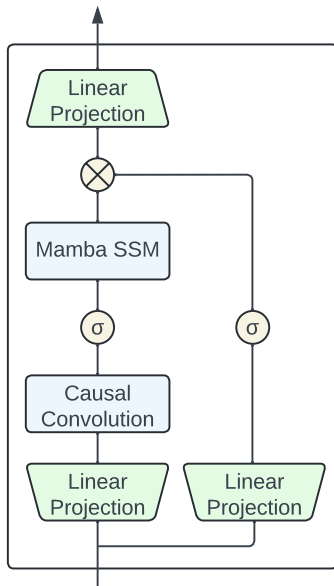 Linear
Projection
Mamba SSM
σ
σ
Causal
Convolution
Linear
Projection
Linear
Projection